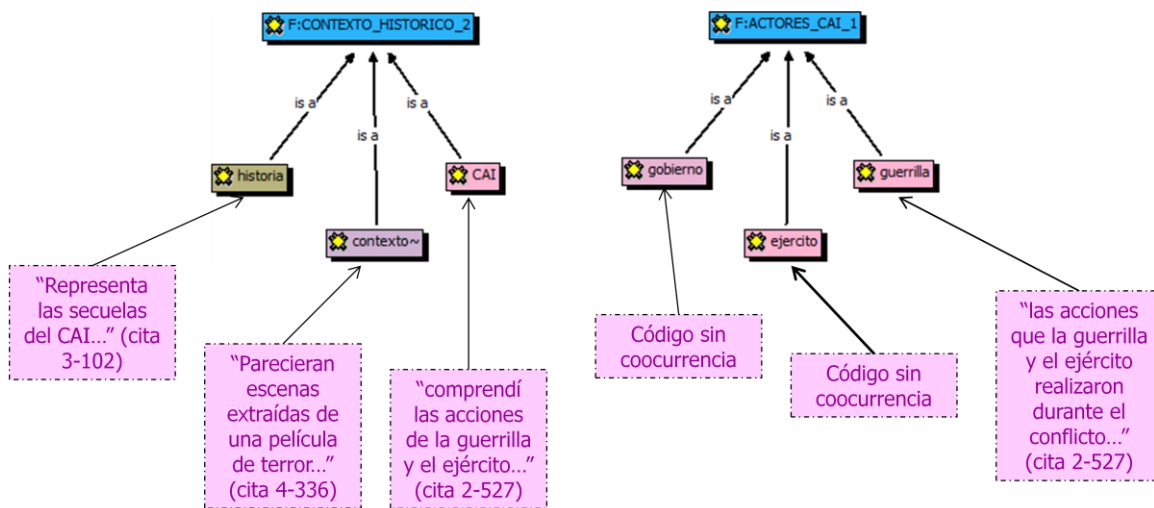 F:CONTEXTO_HISTORICO_2
is a
is a
is a
historia
CAI
contexto~
“Representa
las secuelas
del CAI...” (cita
3-102)
“Parecieran
escenas
extraídas de
una película
de terror...”
(cita 4-336)
“comprendí
las acciones
de la guerrilla
y el ejército...”
(cita 2-527)
F:ACTORES_CAI_1
is a
is a
is a
gobierno
guerrilla
ejercito
Código sin
coocurrencia
Código sin
coocurrencia
“las acciones
que la guerrilla
y el ejército
realizaron
durante el
conflicto...”
(cita 2-527)